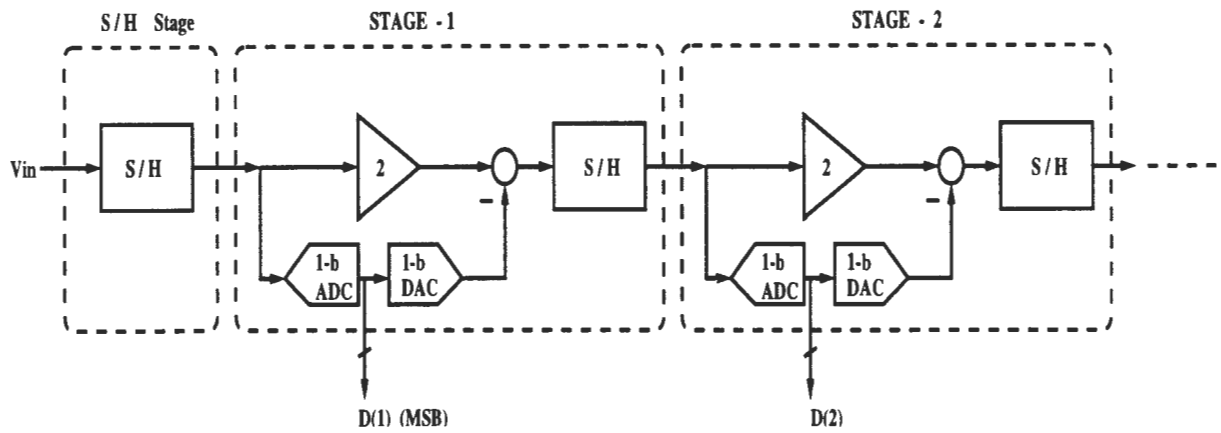 S/H Stage
STAGE - 1
STAGE - 2
Vin
S/H
2
–
S/H
2
–
S/H
1-b
ADC
1-b
DAC
1-b
ADC
1-b
DAC
D(1) (MSB)
D(2)